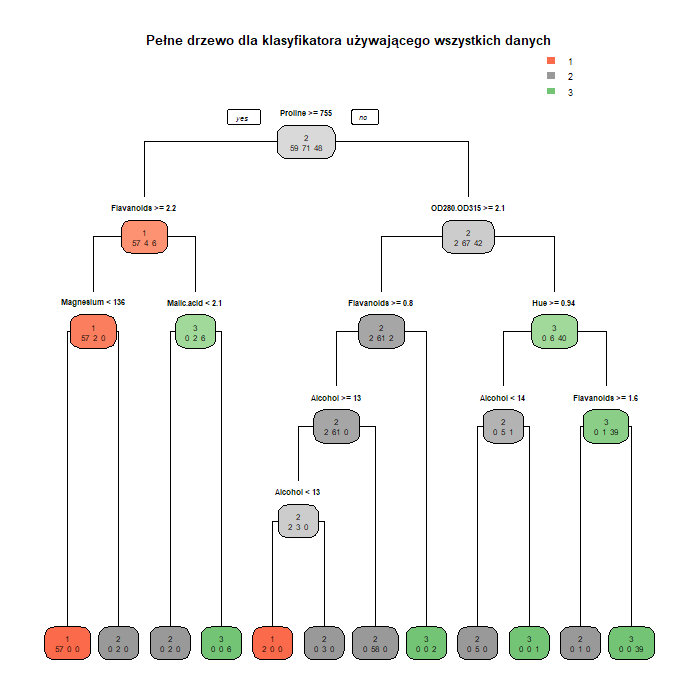 Pełne drzewo dla klasyfikatora używającego wszystkich danych
1
2
3
yes Proline >= 755 no
2
59 71 48
Flavanoids >= 2.2 OD280.OD315 >= 2.1
1 2
57 4 6 2 67 42
Magnesium < 136 Malic.acid < 2.1 Flavanoids >= 0.8 Hue >= 0.94
1 3 2 3
57 2 0 0 2 6 2 61 2 0 6 40
Alcohol >= 13 Alcohol < 14 Flavanoids >= 1.6
2 2 3
2 61 0 0 5 1 0 1 39
Alcohol < 13
2
2 3 0
1 2 2 3 1 2 2 3 2 3 2 3
57 0 0 0 2 0 0 2 0 0 0 6 2 0 0 0 3 0 0 58 0 0 0 2 0 5 0 0 0 1 0 1 0 0 0 39